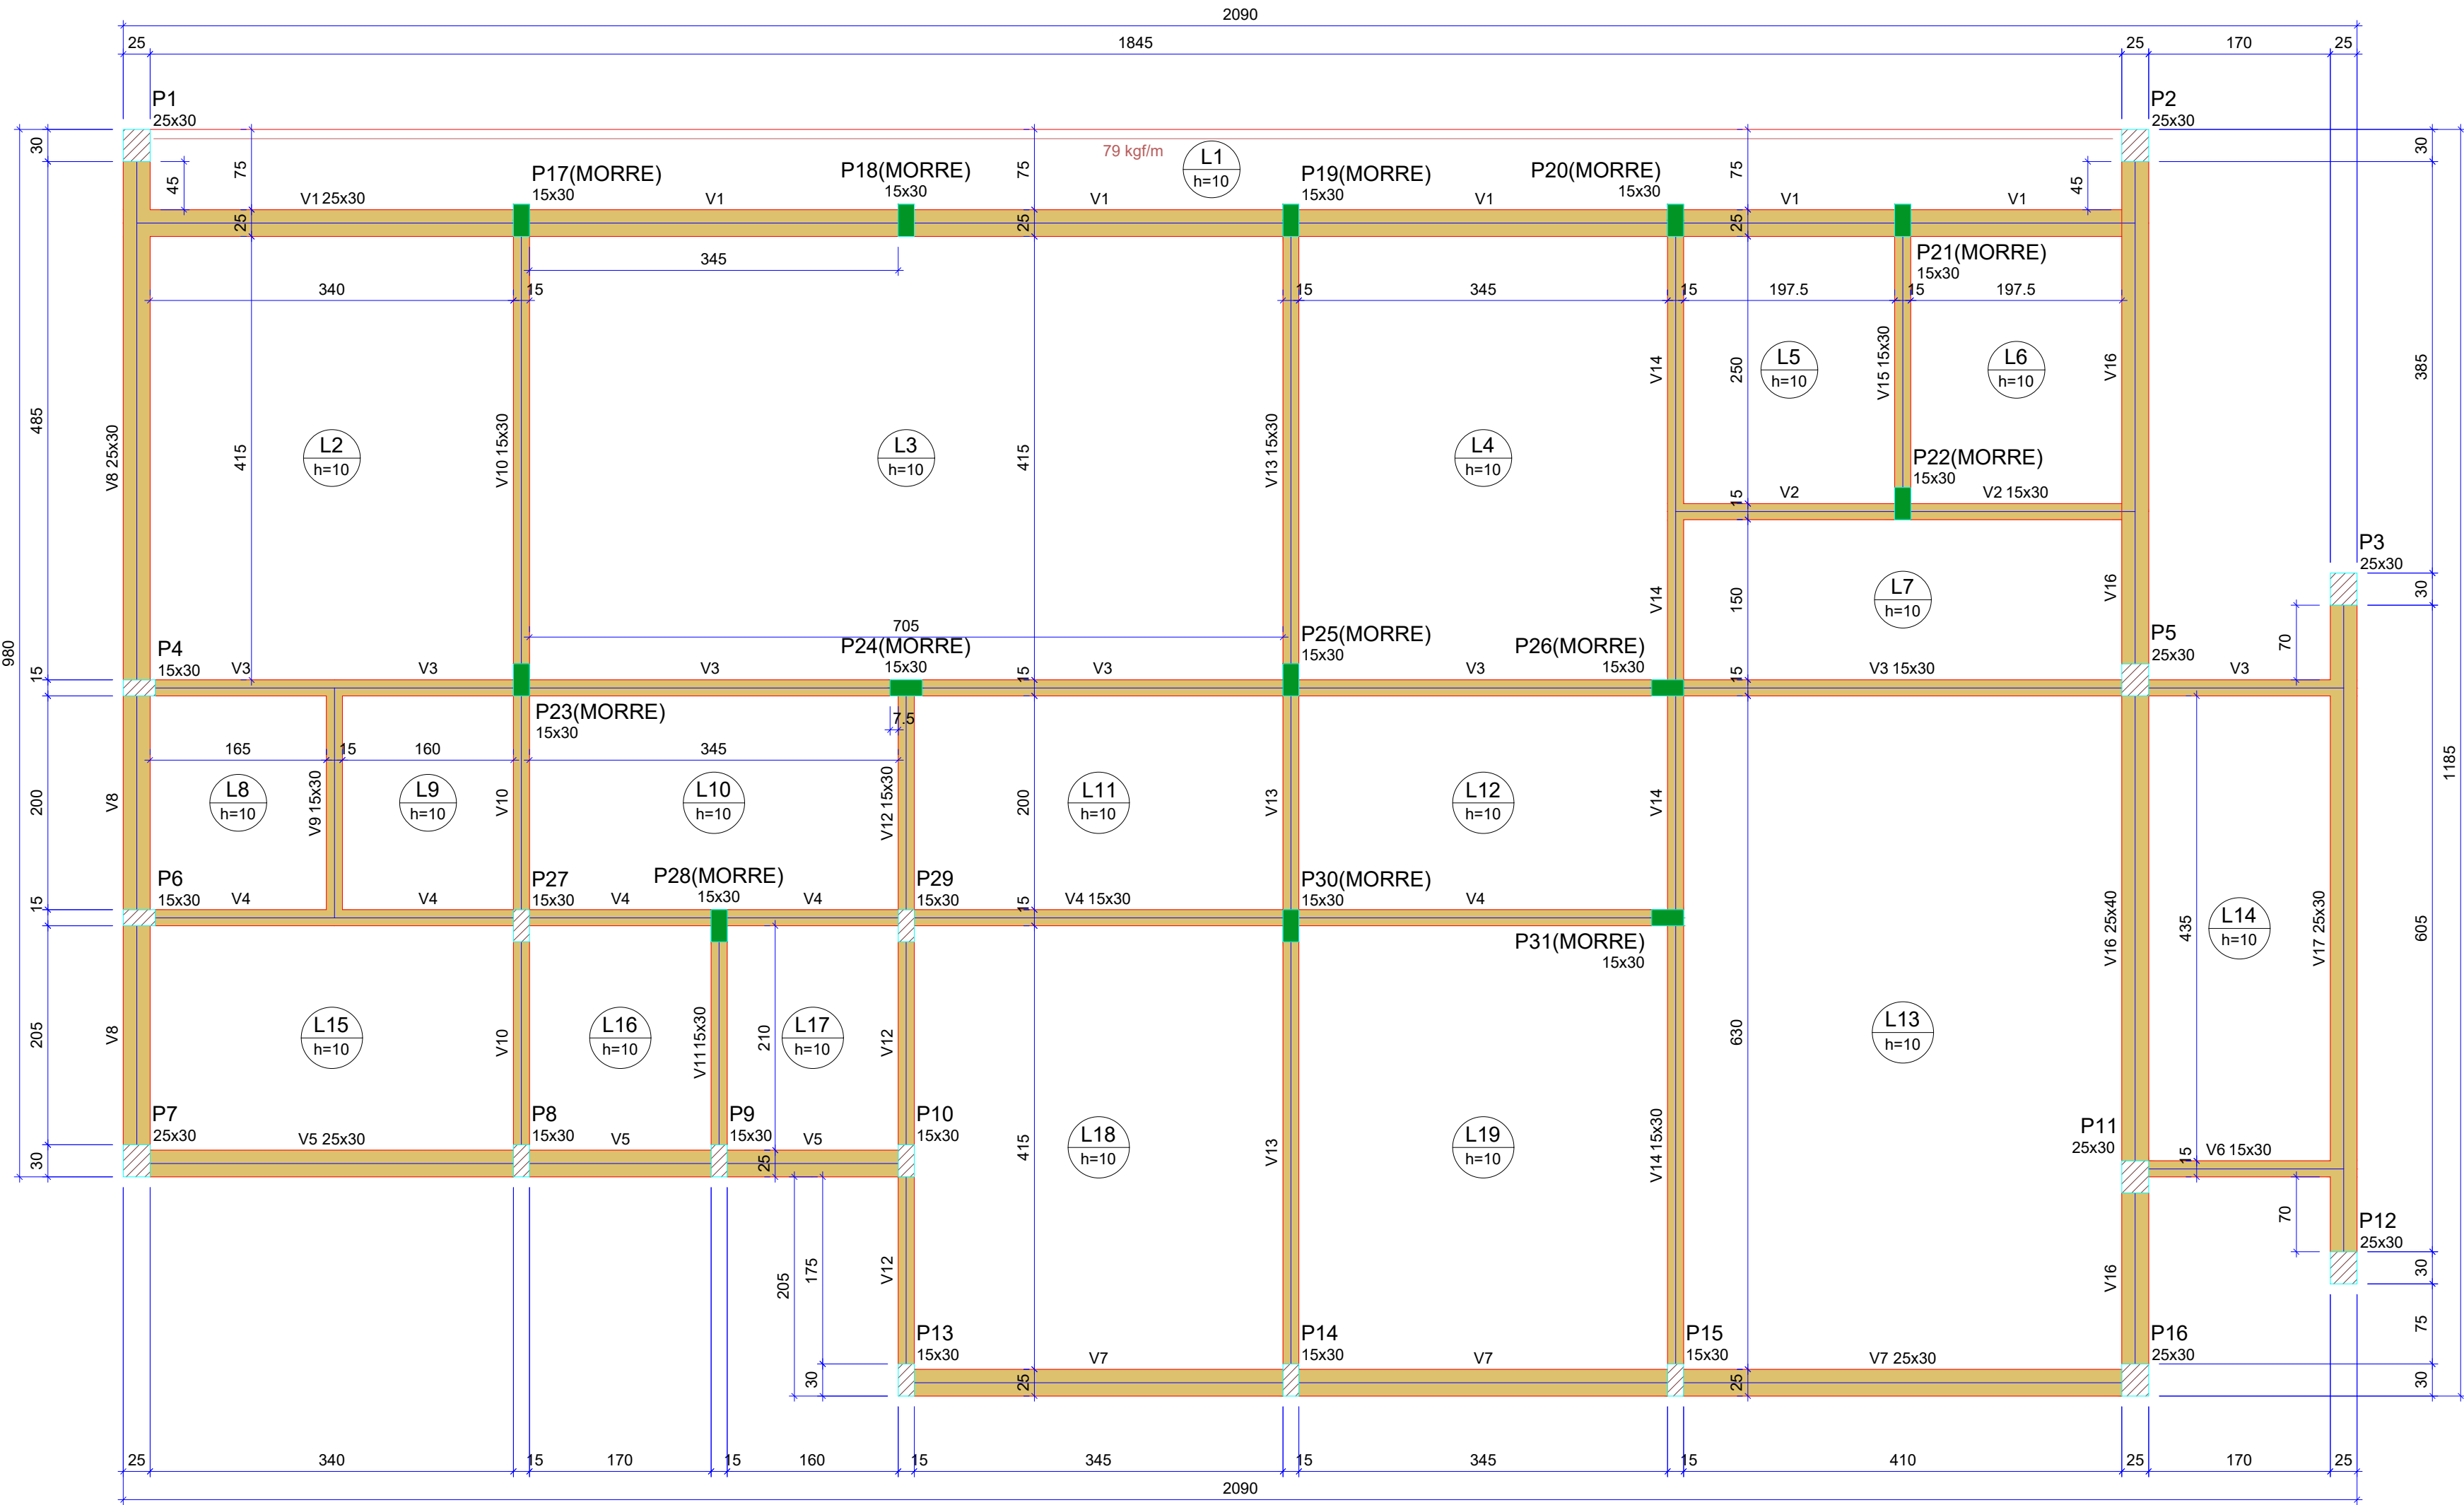 2090
25 1845 25 170 25
P1
25x30
P2
25x30
30 75 75 75 30
79 kgf/m
L1
h=10
45 45
P17(MORRE)
15x30
P18(MORRE)
15x30
P19(MORRE)
15x30
P20(MORRE)
15x30
V1 25x30 V1 V1 V1 V1 V1
25 25 25
P21(MORRE)
15x30
345
340 15 15 345 15 197.5 15 197.5
485 V8 25x30 415 V10 15x30 415 V13 15x30 V14 250 V15 15x30 V16 385
L5
h=10
L6
h=10
L2
h=10
L3
h=10
L4
h=10
P22(MORRE)
15x30
15 V2 V2 15x30
P3
25x30
30
V14 150 V16 70
L7
h=10
980
705
P4
15x30
P24(MORRE)
15x30
P25(MORRE)
15x30
P26(MORRE)
15x30
P5
25x30
15 V3 V3 V3 15 V3 V3 15 V3 15x30 V3
P23(MORRE)
15x30
7.5
165 15 160 345
1185
200 V8 V9 15x30 V10 V12 15x30 200 V13 V14
L8
h=10
L9
h=10
L10
h=10
L11
h=10
L12
h=10
P6
15x30
P27
15x30
P28(MORRE)
15x30
P29
15x30
P30(MORRE)
15x30
15 V4 V4 V4 V4 V4 15x30 15 V4
P31(MORRE)
15x30
V16 25x40 435 V17 25x30 605
L14
h=10
205 V8 V10 V11 15x30 210 V12 630
L15
h=10
L16
h=10
L17
h=10
L13
h=10
P7
25x30
P8
15x30
P9
15x30
P10
15x30
P11
25x30
V5 25x30 V5 V5
30 25
415 V13 V14 15x30
L18
h=10
L19
h=10
15 V6 15x30
70
P12
25x30
30
205 175 V12 V16
P13
15x30
P14
15x30
P15
15x30
P16
25x30
75
V7 V7 V7 25x30
30 25 25 30
25 340 15 170 15 160 15 345 15 345 15 410 25 170 25
2090